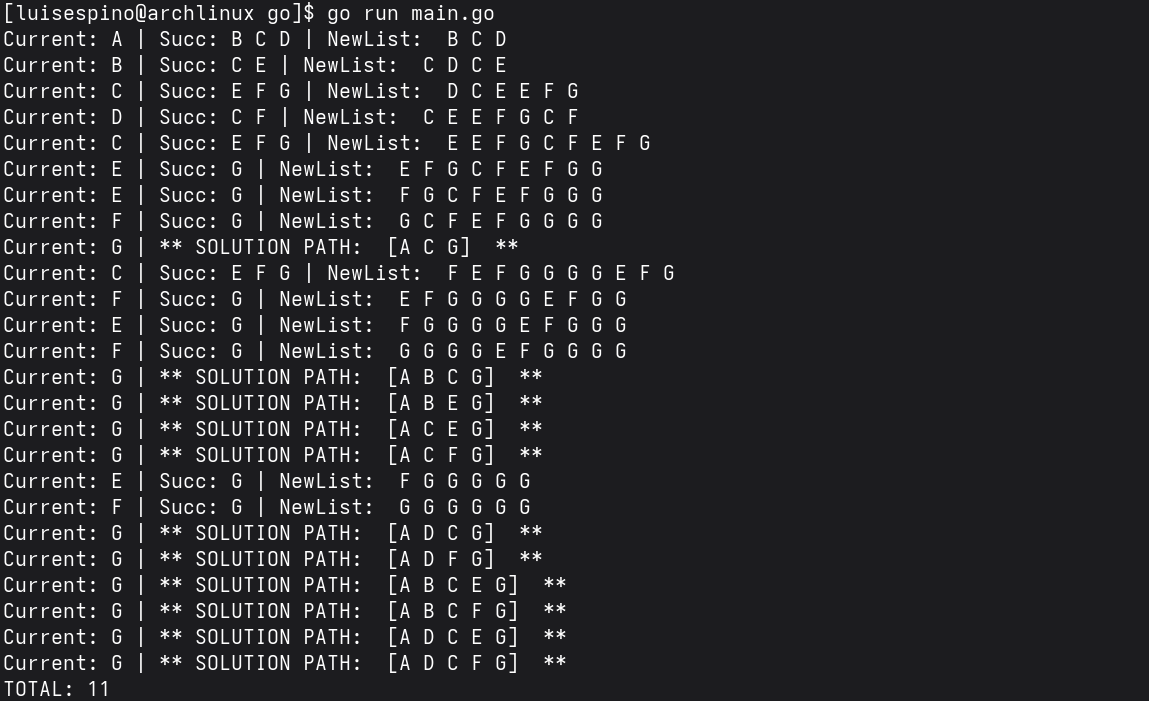 [luisespino@archlinux go]$ go run main.go
Current: A | Succ: B C D | NewList:  B C D
Current: B | Succ: C E | NewList:  C D C E
Current: C | Succ: E F G | NewList:  D C E E F G
Current: D | Succ: C F | NewList:  C E E F G C F
Current: C | Succ: E F G | NewList:  E E F G C F E F G
Current: E | Succ: G | NewList:  E F G C F E F G G
Current: E | Succ: G | NewList:  F G C F E F G G G
Current: F | Succ: G | NewList:  G C F E F G G G G
Current: G | ** SOLUTION PATH:  [A C G]  **
Current: C | Succ: E F G | NewList:  F E F G G G G E F G
Current: F | Succ: G | NewList:  E F G G G G E F G G
Current: E | Succ: G | NewList:  F G G G G E F G G G
Current: F | Succ: G | NewList:  G G G G E F G G G G
Current: G | ** SOLUTION PATH:  [A B C G]  **
Current: G | ** SOLUTION PATH:  [A B E G]  **
Current: G | ** SOLUTION PATH:  [A C E G]  **
Current: G | ** SOLUTION PATH:  [A C F G]  **
Current: E | Succ: G | NewList:  F G G G G G
Current: F | Succ: G | NewList:  G G G G G G
Current: G | ** SOLUTION PATH:  [A D C G]  **
Current: G | ** SOLUTION PATH:  [A D F G]  **
Current: G | ** SOLUTION PATH:  [A B C E G]  **
Current: G | ** SOLUTION PATH:  [A B C F G]  **
Current: G | ** SOLUTION PATH:  [A D C E G]  **
Current: G | ** SOLUTION PATH:  [A D C F G]  **
TOTAL: 11